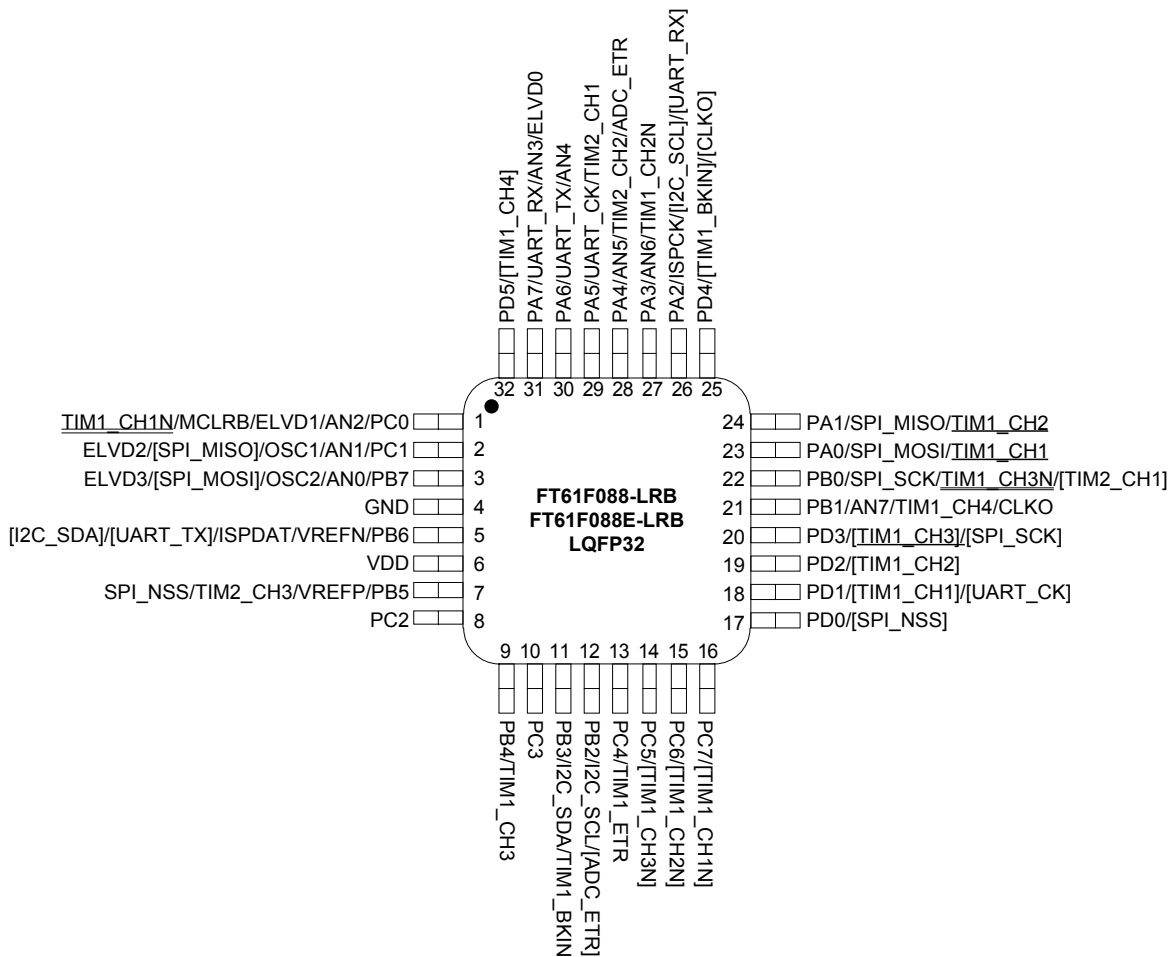 PD5/[TIM1_CH4]
PA7/UART_RX/AN3/ELVD0
PA6/UART_TX/AN4
PA5/UART_CK/TIM2_CH1
PA4/AN5/TIM2_CH2/ADC_ETR
PA3/AN6/TIM1_CH2N
PA2/ISPCK/[I2C_SCL]/[UART_RX]
PD4/[TIM1_BKIN]/[CLKO]
32 31 30 29 28 27 26 25
TIM1_CH1N/MCLRB/ELVD1/AN2/PC0 1
ELVD2/[SPI_MISO]/OSC1/AN1/PC1 2
ELVD3/[SPI_MOSI]/OSC2/AN0/PB7 3
GND 4
[I2C_SDA]/[UART_TX]/ISPDAT/VREFN/PB6 5
VDD 6
SPI_NSS/TIM2_CH3/VREFP/PB5 7
PC2 8
FT61F088-LRB
FT61F088E-LRB
LQFP32
24 PA1/SPI_MISO/TIM1_CH2
23 PA0/SPI_MOSI/TIM1_CH1
22 PB0/SPI_SCK/TIM1_CH3N/[TIM2_CH1]
21 PB1/AN7/TIM1_CH4/CLKO
20 PD3/[TIM1_CH3]/[SPI_SCK]
19 PD2/[TIM1_CH2]
18 PD1/[TIM1_CH1]/[UART_CK]
17 PD0/[SPI_NSS]
9 10 11 12 13 14 15 16
PB4/TIM1_CH3
PC3
PB3/I2C_SDA/TIM1_BKIN
PB2/I2C_SCL/[ADC_ETR]
PC4/TIM1_ETR
PC5/[TIM1_CH3N]
PC6/[TIM1_CH2N]
PC7/[TIM1_CH1N]